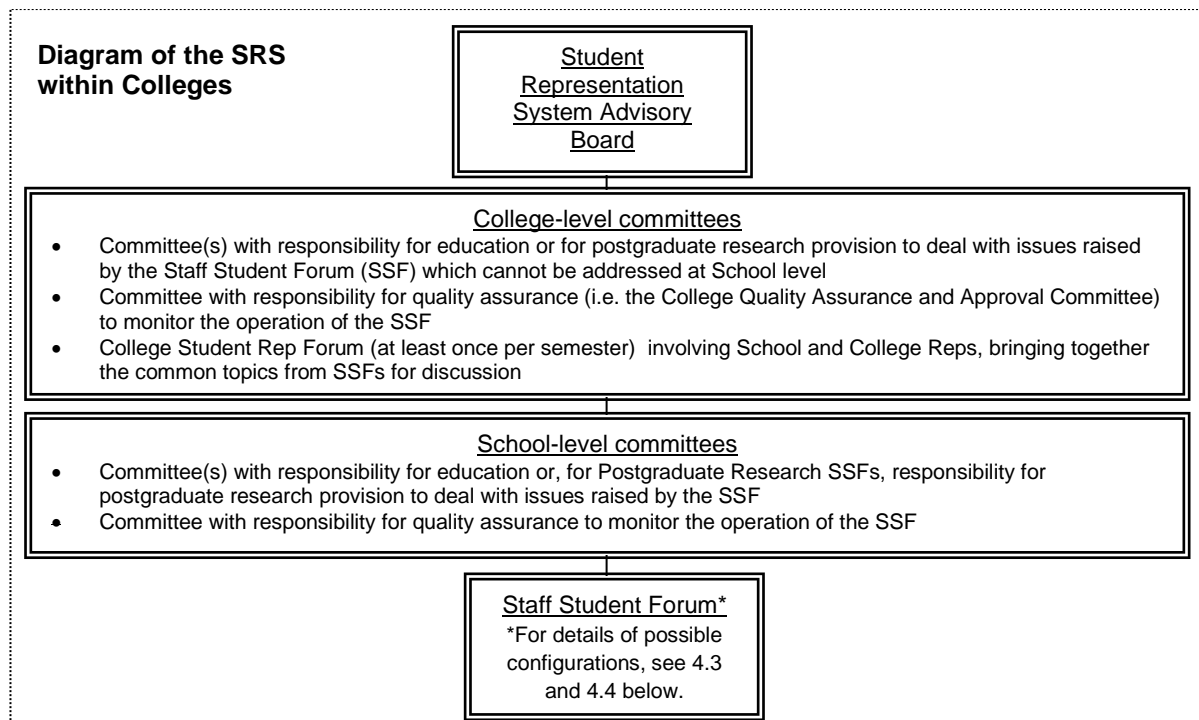 Diagram of the SRS
within Colleges
Student
Representation
System Advisory
Board
College-level committees
• Committee(s) with responsibility for education or for postgraduate research provision to deal with issues raised
by the Staff Student Forum (SSF) which cannot be addressed at School level
• Committee with responsibility for quality assurance (i.e. the College Quality Assurance and Approval Committee)
to monitor the operation of the SSF
• College Student Rep Forum (at least once per semester) involving School and College Reps, bringing together
the common topics from SSFs for discussion
School-level committees
• Committee(s) with responsibility for education or, for Postgraduate Research SSFs, responsibility for
postgraduate research provision to deal with issues raised by the SSF
• Committee with responsibility for quality assurance to monitor the operation of the SSF
Staff Student Forum*
*For details of possible
configurations, see 4.3
and 4.4 below.